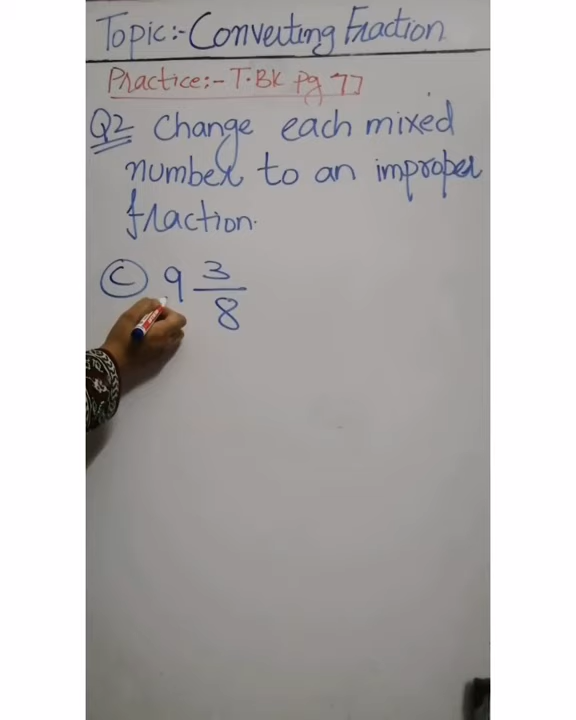 Topic:- Converting Fraction
Practice:- T.Bk pg 77
Q2 Change each mixed
number to an improper
fraction.
C 9 3/8